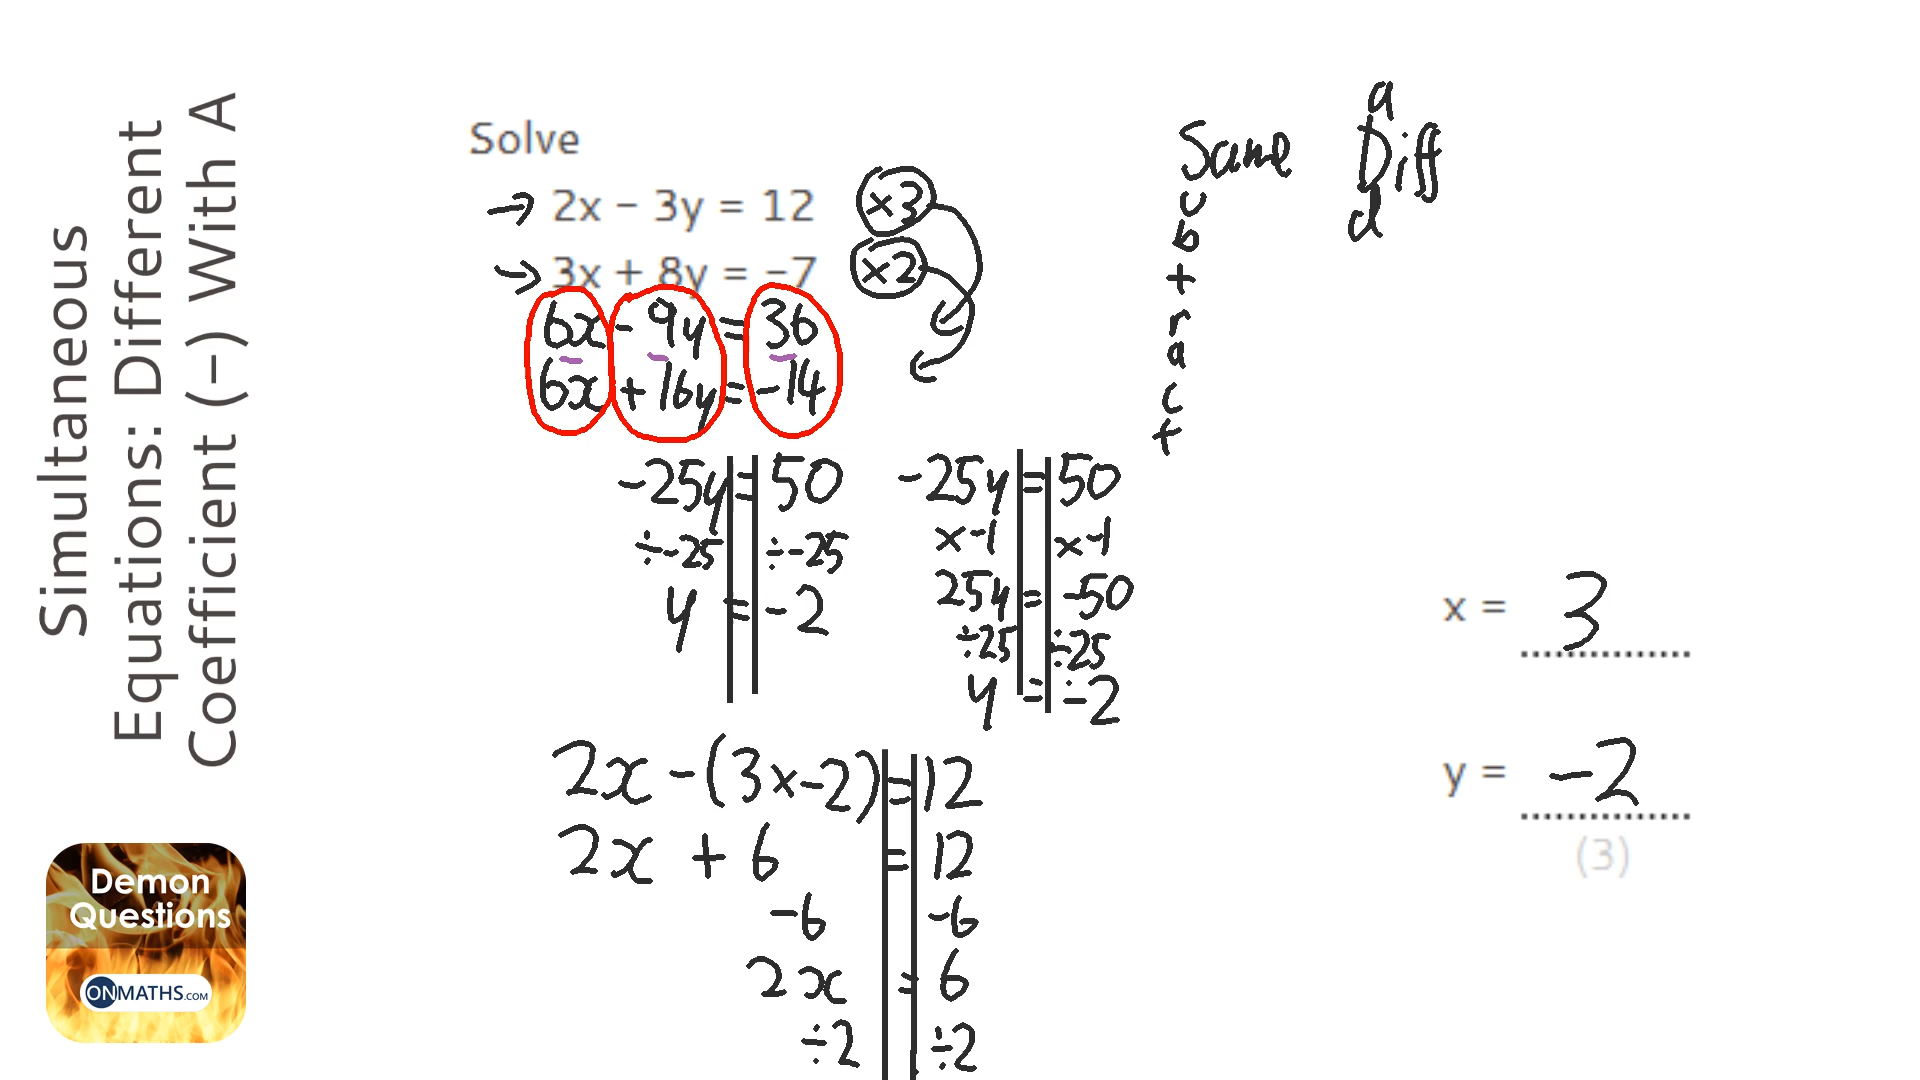 Simultaneous
Equations: Different
Coefficient (−) With A
Solve
→ 2x − 3y = 12 ×3
→ 3x + 8y = −7 ×2
6x - 9y = 36
6x + 16y = -14
Same
u
b
t
r
a
c
t
a
Diff
d
-25y = 50
÷-25 ÷-25
y = -2
-25y = 50
×-1 ×-1
25y = -50
÷25 ÷25
y = -2
2x -(3x-2) = 12
2x + 6 = 12
-6 -6
2x = 6
÷2 ÷2
x = 3
y = -2
(3)
Demon
Questions
ONMATHS.COM